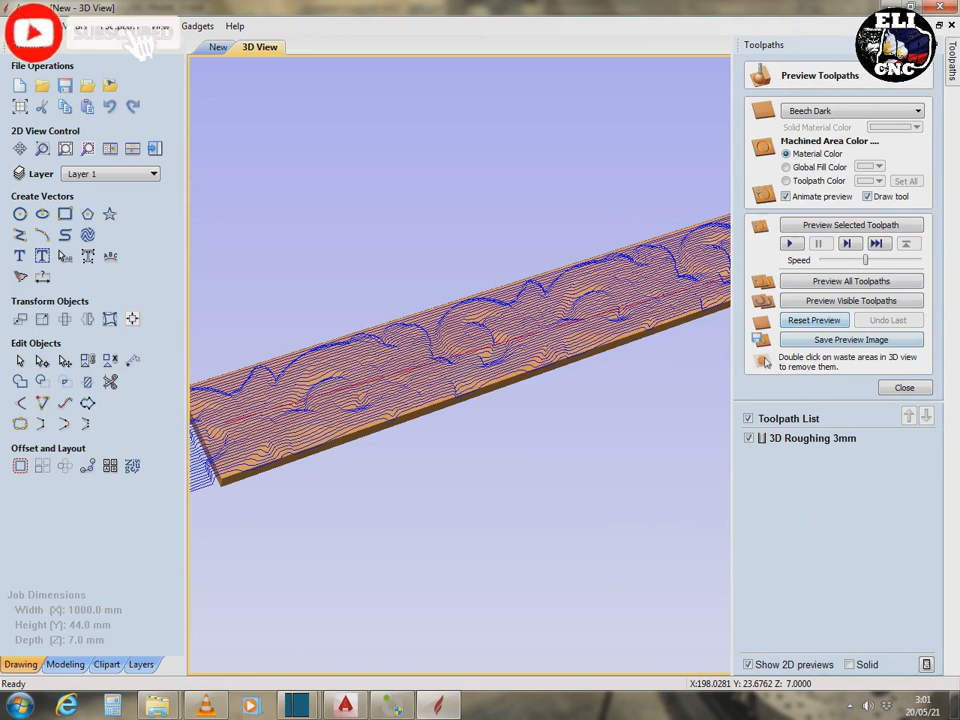 [New - 3D View]
View Gadgets Help
SUBSCRIBED
ELI
CNC
New
3D View
Toolpaths
Toolpaths
File Operations
2D View Control
Layer
Layer 1
Create Vectors
Transform Objects
Edit Objects
Offset and Layout
Job Dimensions
Width [X]: 1000.0 mm
Height [Y]: 44.0 mm
Depth [Z]: 7.0 mm
Drawing
Modeling
Clipart
Layers
Ready
Preview Toolpaths
Beech Dark
Solid Material Color
Machined Area Color ....
Material Color
Global Fill Color
Toolpath Color
Set All
Animate preview
Draw tool
Preview Selected Toolpath
Speed
Preview All Toolpaths
Preview Visible Toolpaths
Reset Preview
Undo Last
Save Preview Image
Double click on waste areas in 3D view
to remove them.
Close
Toolpath List
3D Roughing 3mm
Show 2D previews
Solid
X:198.0281 Y: 23.6762 Z: 7.0000
3:01
20/05/21